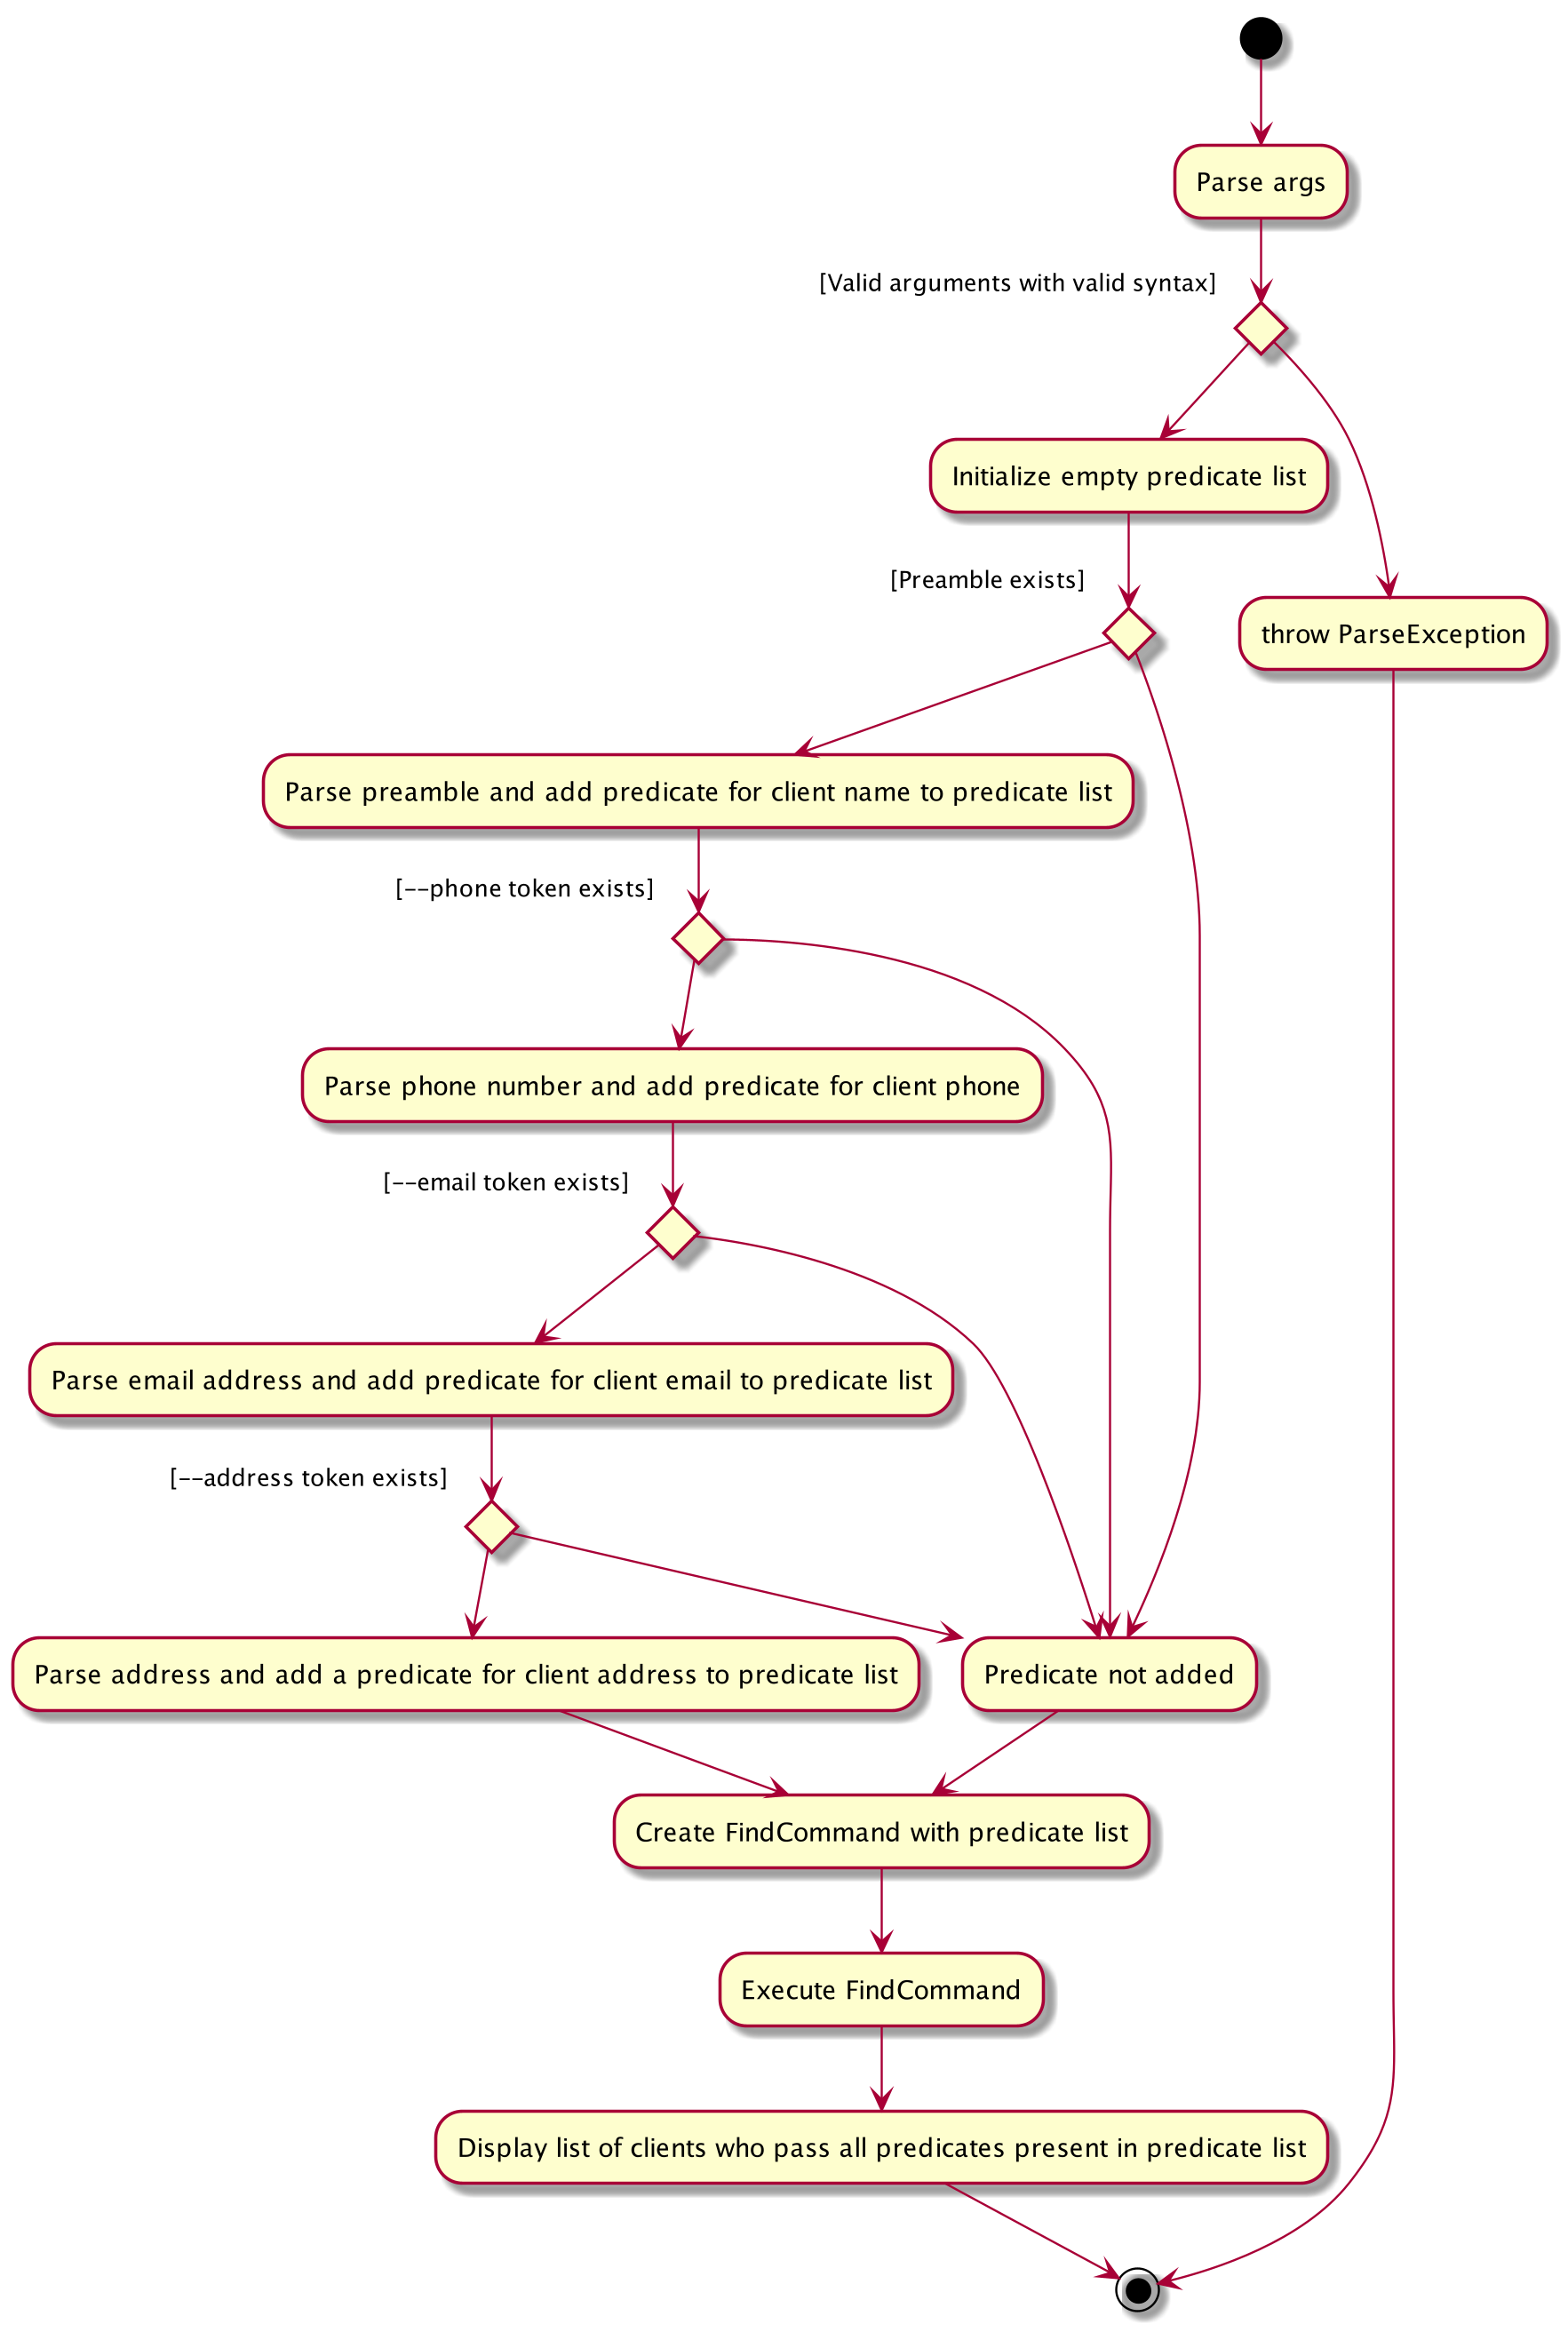 Parse args
[Valid arguments with valid syntax]
Initialize empty predicate list
[Preamble exists]
throw ParseException
Parse preamble and add predicate for client name to predicate list
[--phone token exists]
Parse phone number and add predicate for client phone
[--email token exists]
Parse email address and add predicate for client email to predicate list
[--address token exists]
Parse address and add a predicate for client address to predicate list
Predicate not added
Create FindCommand with predicate list
Execute FindCommand
Display list of clients who pass all predicates present in predicate list